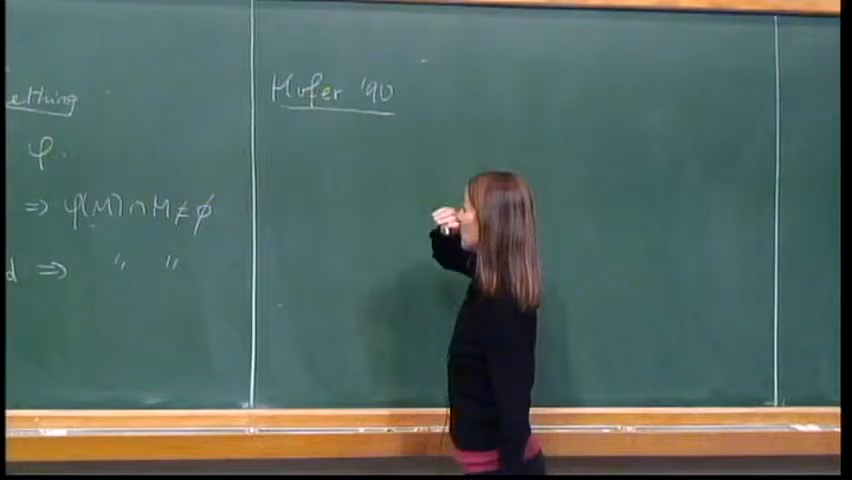 etting
φ.
⇒ φ(M) ∩ M ≠ ∅
d ⇒ " "
Hofer '90